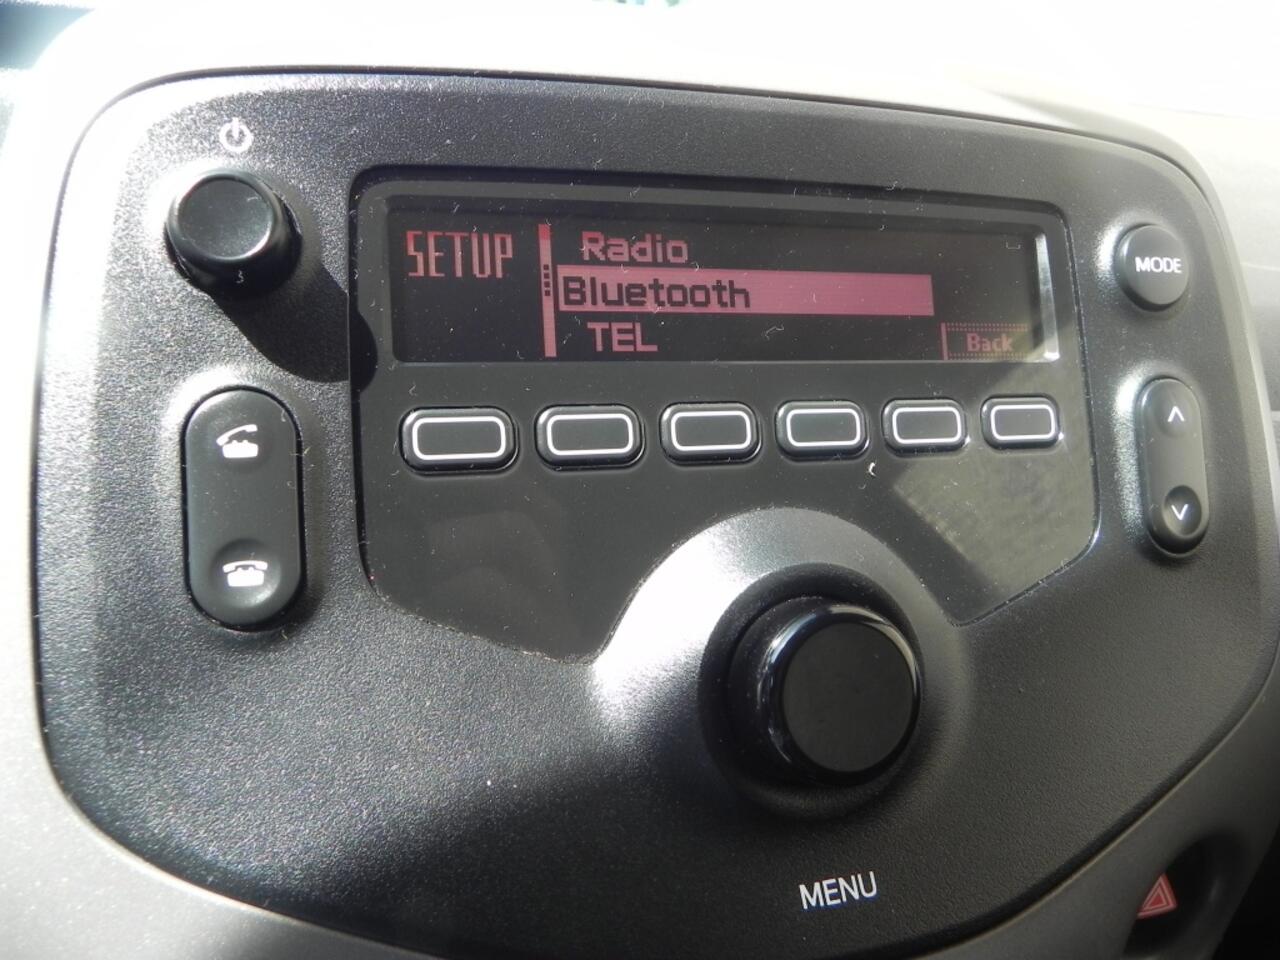 SETUP
Radio
Bluetooth
TEL
Back
MODE
MENU